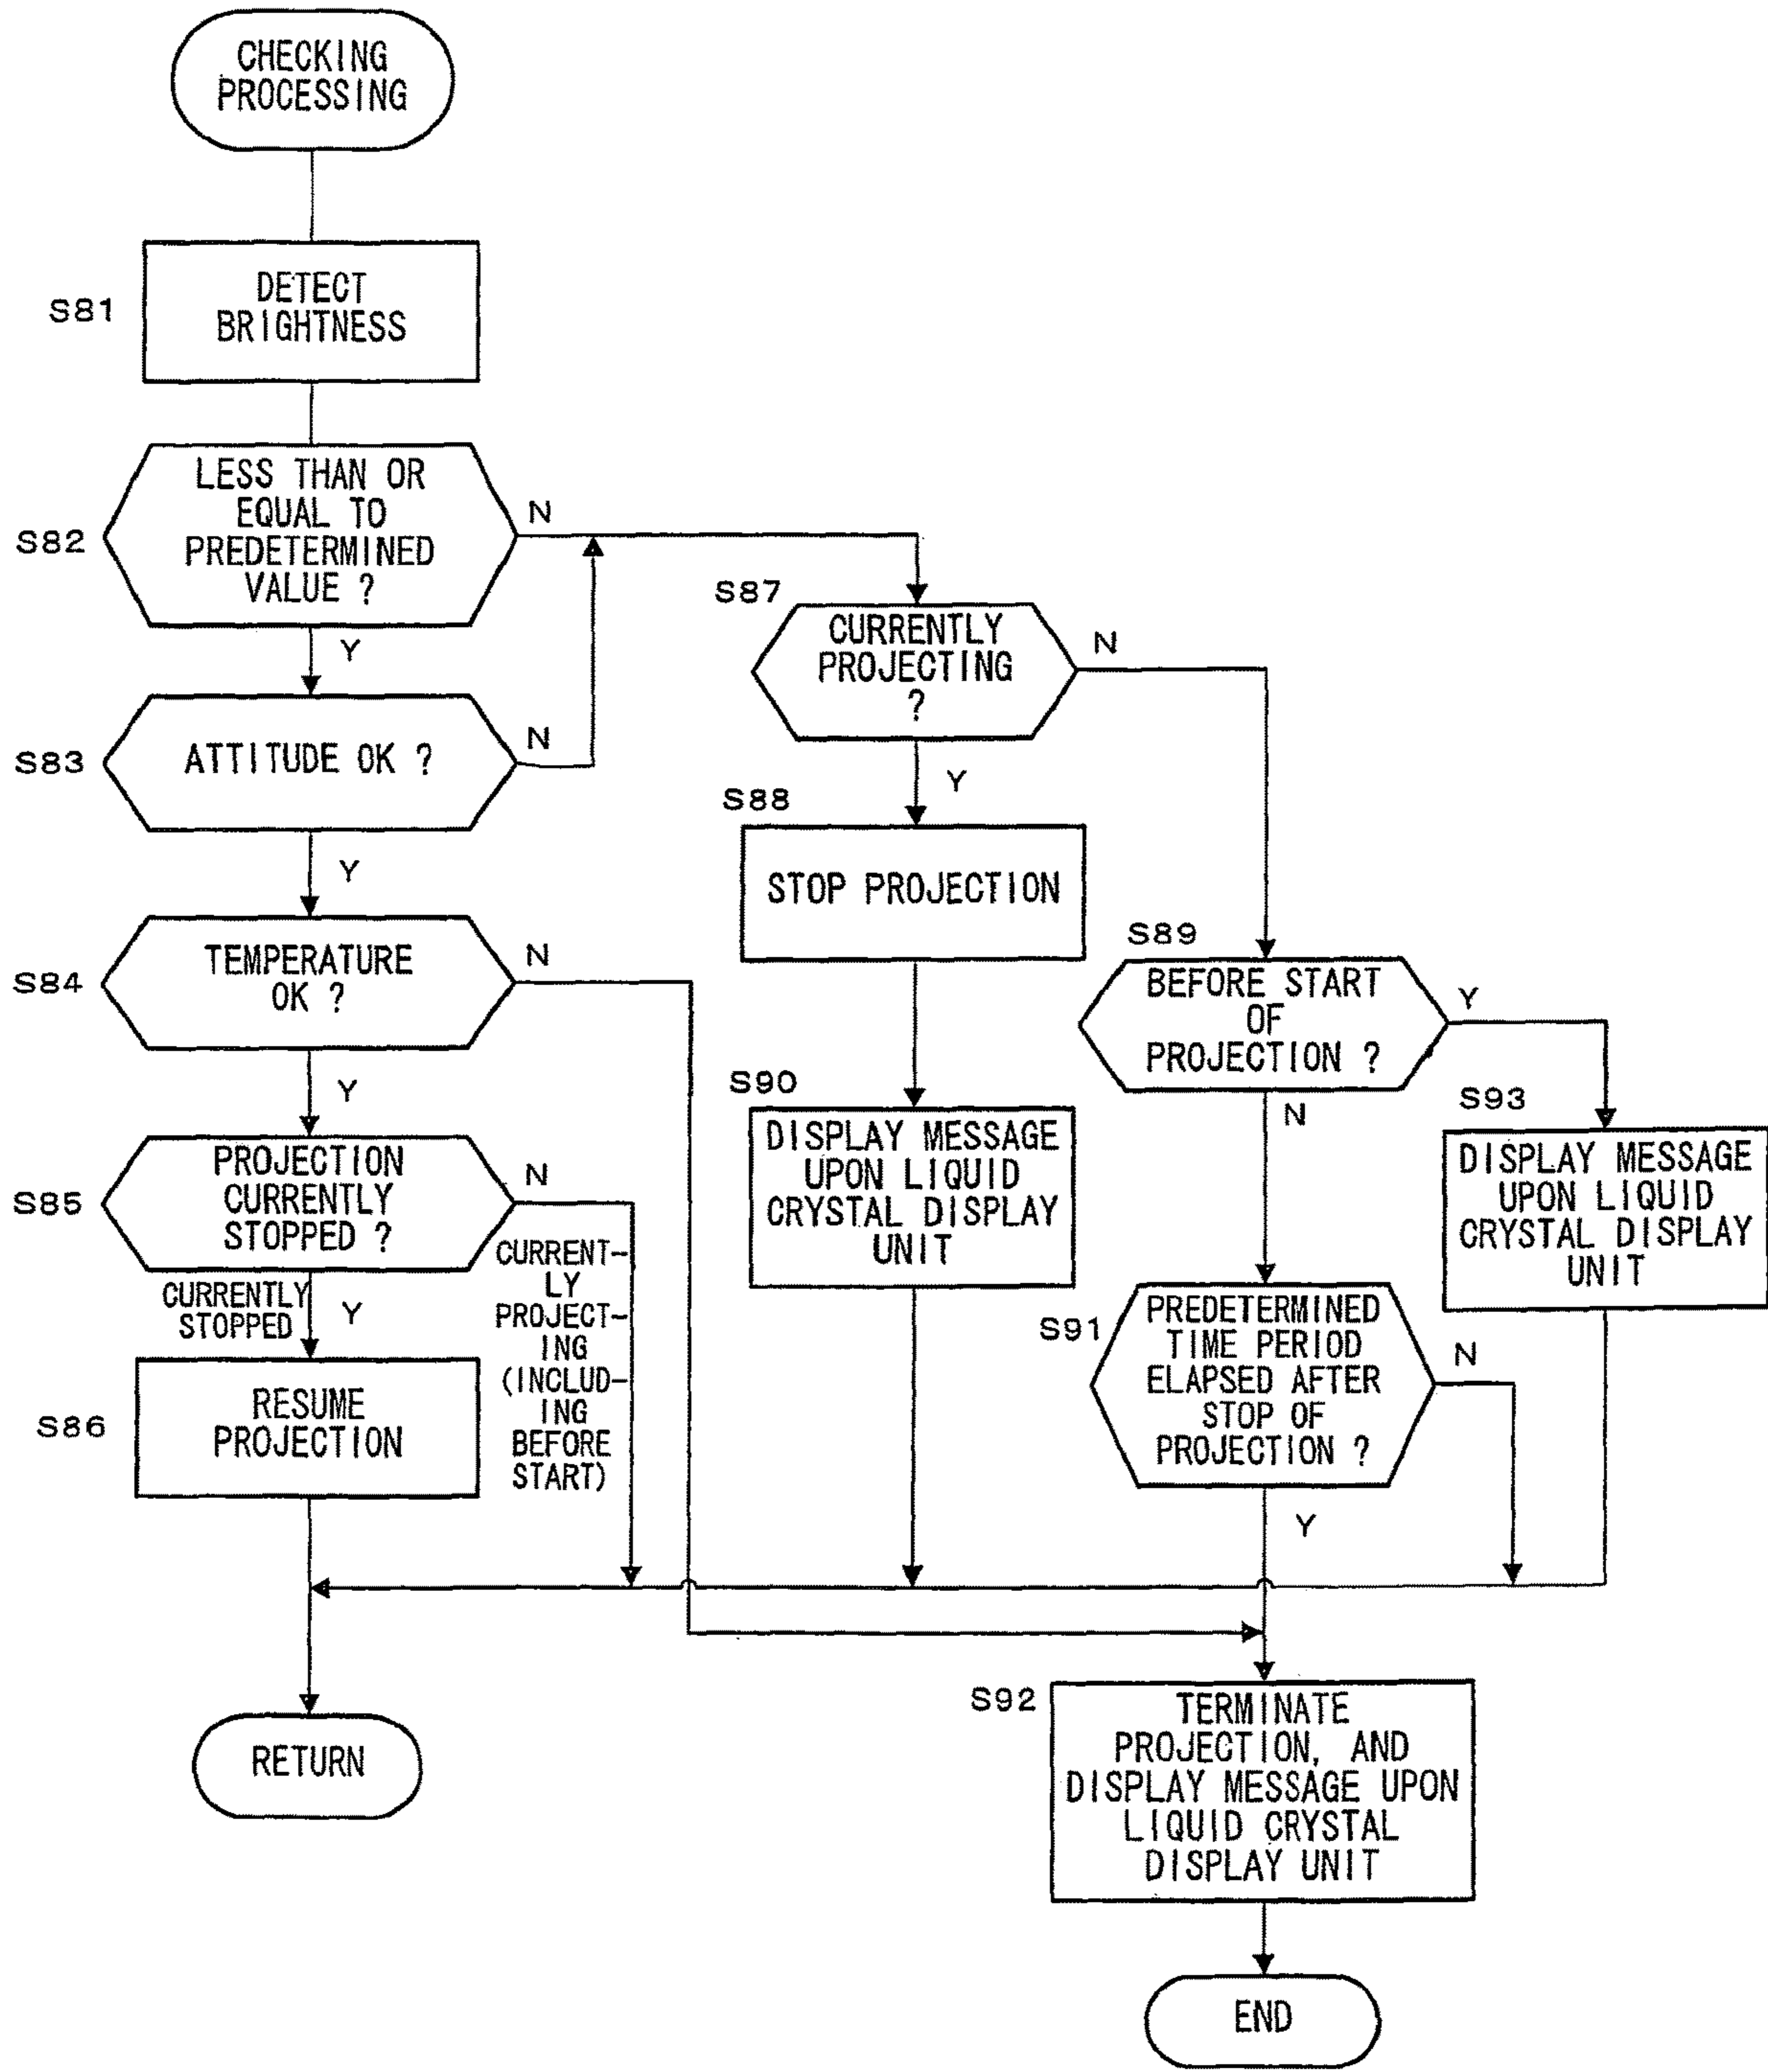 CHECKING
PROCESSING
S81
DETECT
BRIGHTNESS
S82
LESS THAN OR
EQUAL TO
PREDETERMINED
VALUE ?
N
Y
S83
ATTITUDE OK ?
N
Y
S84
TEMPERATURE
OK ?
N
Y
S85
PROJECTION
CURRENTLY
STOPPED ?
N
CURRENTLY
STOPPED
Y
CURRENT-
LY
PROJECT-
ING
(INCLUD-
ING
BEFORE
START)
S86
RESUME
PROJECTION
RETURN
S87
CURRENTLY
PROJECTING
?
N
Y
S88
STOP PROJECTION
S90
DISPLAY MESSAGE
UPON LIQUID
CRYSTAL DISPLAY
UNIT
S89
BEFORE START
OF
PROJECTION ?
Y
N
S93
DISPLAY MESSAGE
UPON LIQUID
CRYSTAL DISPLAY
UNIT
S91
PREDETERMINED
TIME PERIOD
ELAPSED AFTER
STOP OF
PROJECTION ?
N
Y
S92
TERMINATE
PROJECTION, AND
DISPLAY MESSAGE UPON
LIQUID CRYSTAL
DISPLAY UNIT
END